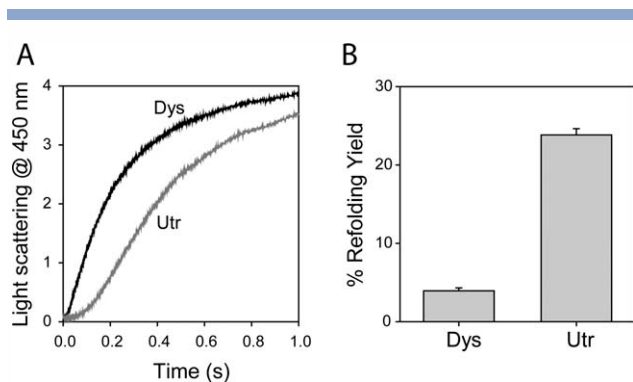 A
Light scattering @ 450 nm
4
3
2
1
0
Dys
Utr
0.0 0.2 0.4 0.6 0.8 1.0
Time (s)
B
% Refolding Yield
30
20
10
0
Dys Utr